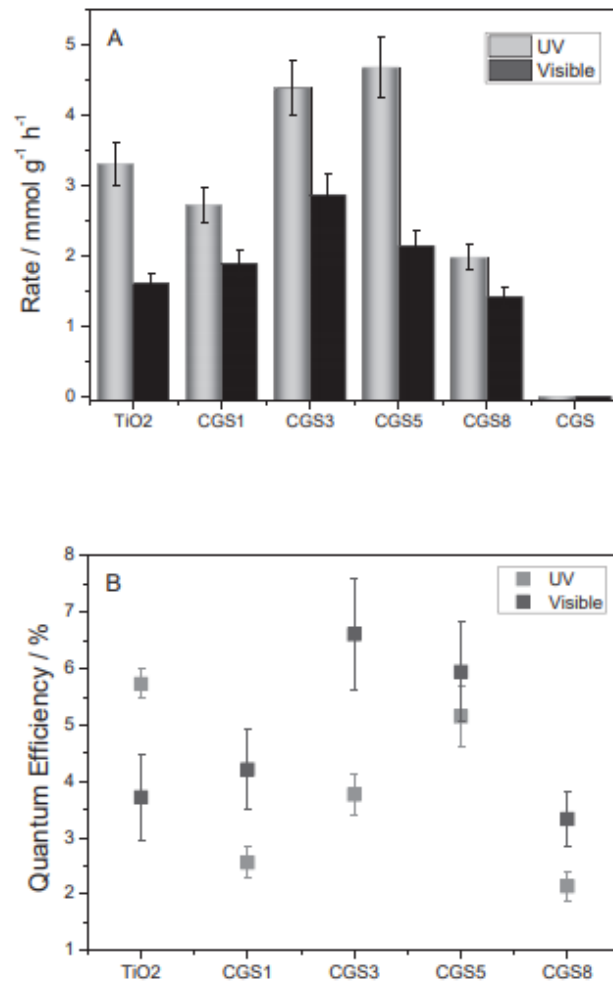 A
UV
Visible
Rate / mmol g⁻¹ h⁻¹
5
4
3
2
1
0
TiO2 CGS1 CGS3 CGS5 CGS8 CGS
B
UV
Visible
Quantum Efficiency / %
8
7
6
5
4
3
2
1
TiO2 CGS1 CGS3 CGS5 CGS8